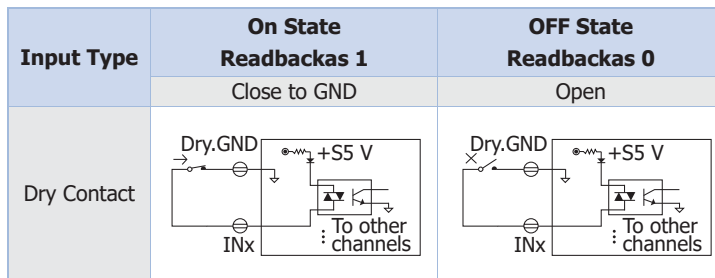 Input Type
On State
Readbackas 1
OFF State
Readbackas 0
Close to GND
Open
Dry Contact
Dry.GND
+S5 V
INx
To other
channels
Dry.GND
+S5 V
INx
To other
channels